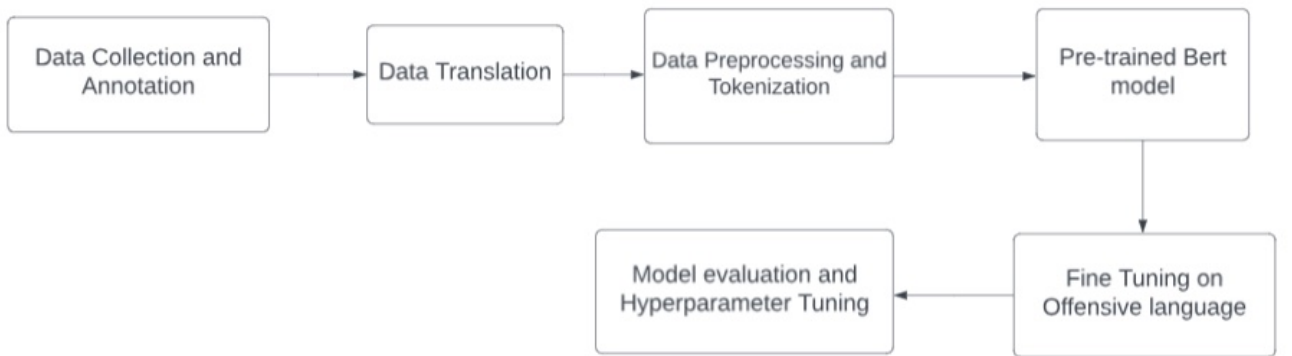 Data Collection and
Annotation
Data Translation
Data Preprocessing and
Tokenization
Pre-trained Bert
model
Fine Tuning on
Offensive language
Model evaluation and
Hyperparameter Tuning